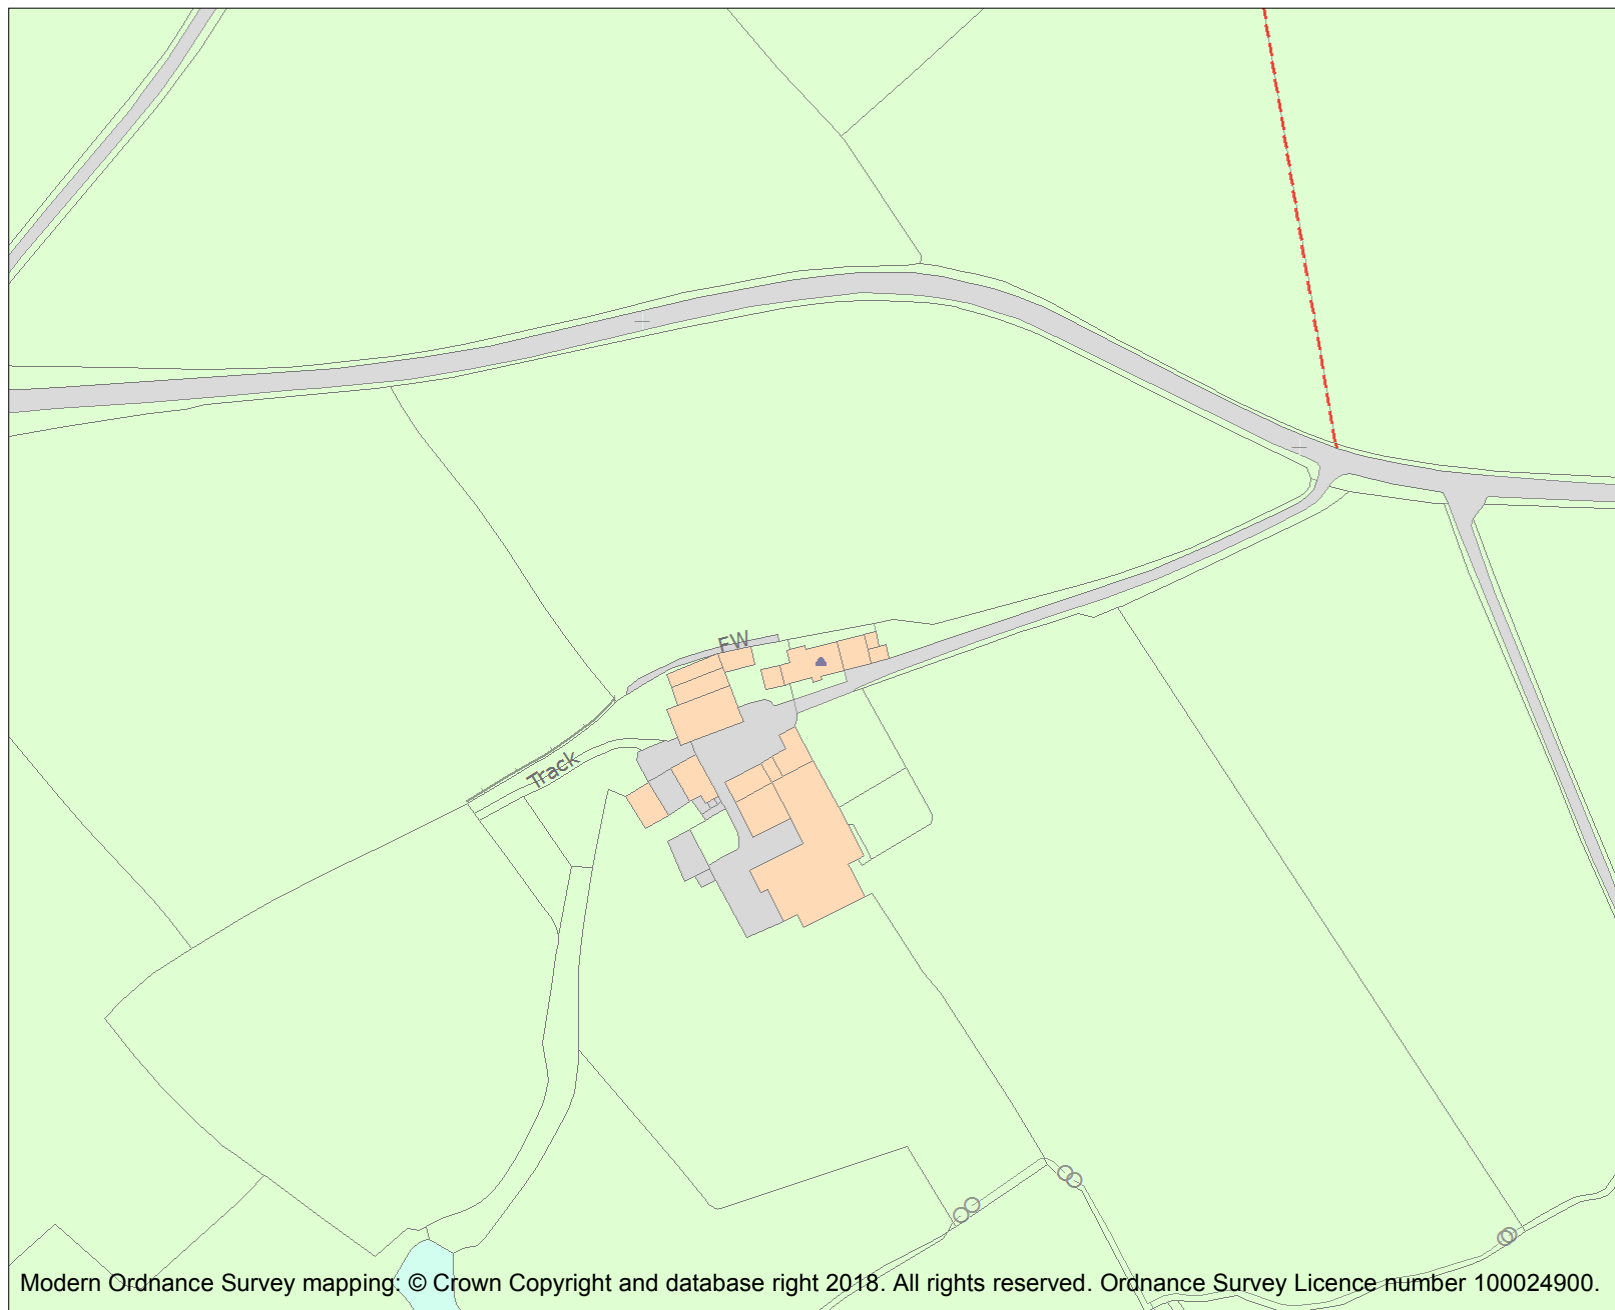 FW
Track
Modern Ordnance Survey mapping: © Crown Copyright and database right 2018. All rights reserved. Ordnance Survey Licence number 100024900.